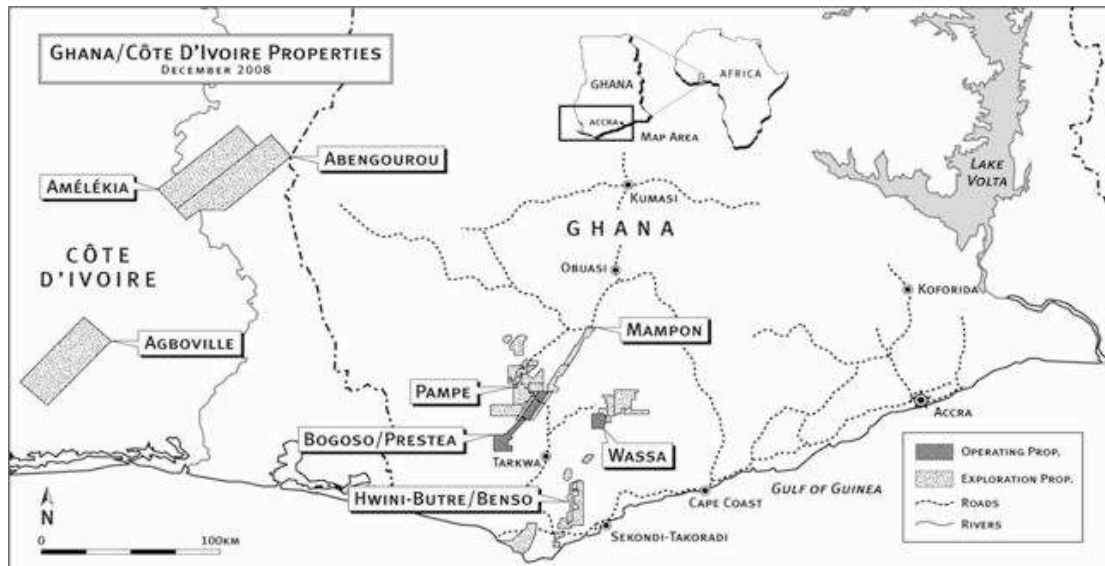 GHANA/CÔTE D'IVOIRE PROPERTIES
DECEMBER 2008
GHANA
AFRICA
ACCRA
MAP AREA
ABENGOUROU
AMÉLÉKIA
LAKE
VOLTA
KUMASI
GHANA
CÔTE
D'IVOIRE
OBUASI
KOFORIDA
MAMPON
AGBOVILLE
PAMPE
ACCRA
BOGOSO/PRESTEA
WASSA
TARKWA
OPERATING PROP.
EXPLORATION PROP.
ROADS
RIVERS
HWINI-BUTRE/BENSO
CAPE COAST
GULF OF GUINEA
SEKONDI-TAKORADI
N
0
100KM